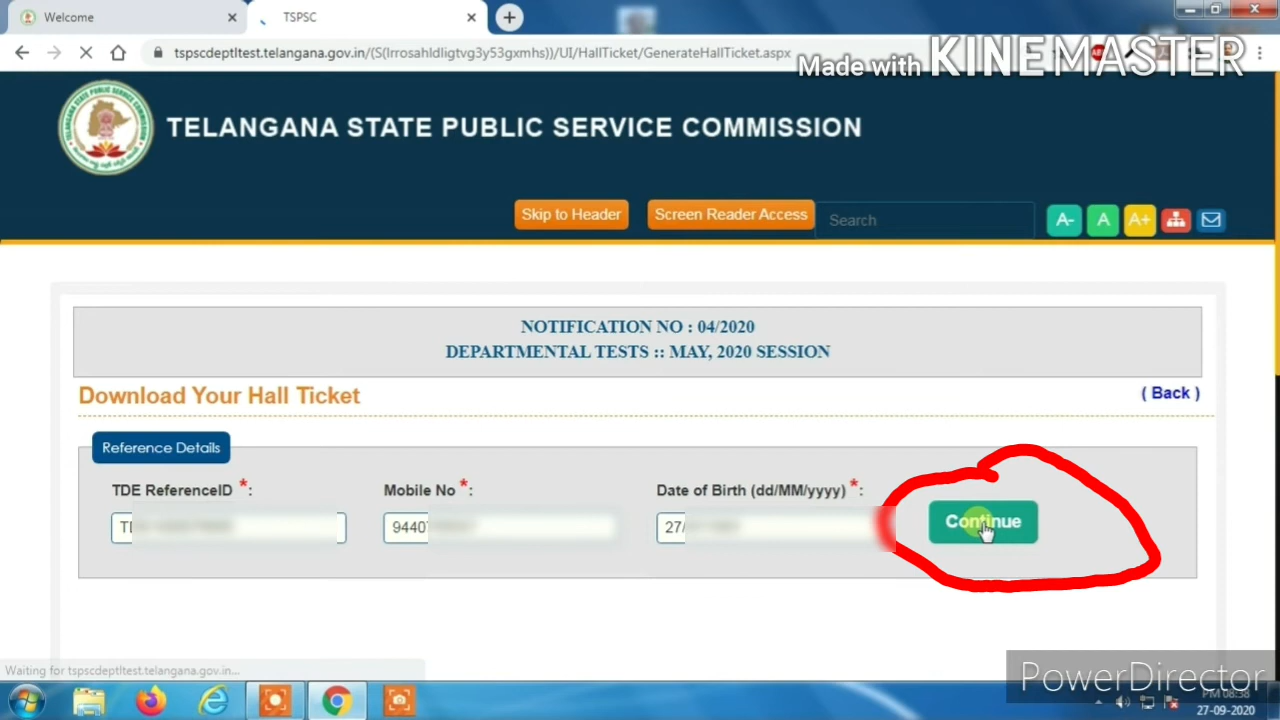 Welcome
TSPSC
tspscdeptltest.telangana.gov.in/(S(lrrosahldligtvg3y53gxmhs))/UI/HallTicket/GenerateHallTicket.aspx
Made with KINEMASTER
TELANGANA STATE PUBLIC SERVICE COMMISSION
Skip to Header
Screen Reader Access
Search
A-
A
A+
NOTIFICATION NO : 04/2020
DEPARTMENTAL TESTS :: MAY, 2020 SESSION
Download Your Hall Ticket
( Back )
Reference Details
TDE ReferenceID *:
Mobile No *:
Date of Birth (dd/MM/yyyy) *:
9440
27/
Continue
Waiting for tspscdeptltest.telangana.gov.in...
PowerDirector
PM 08:38
27-09-2020